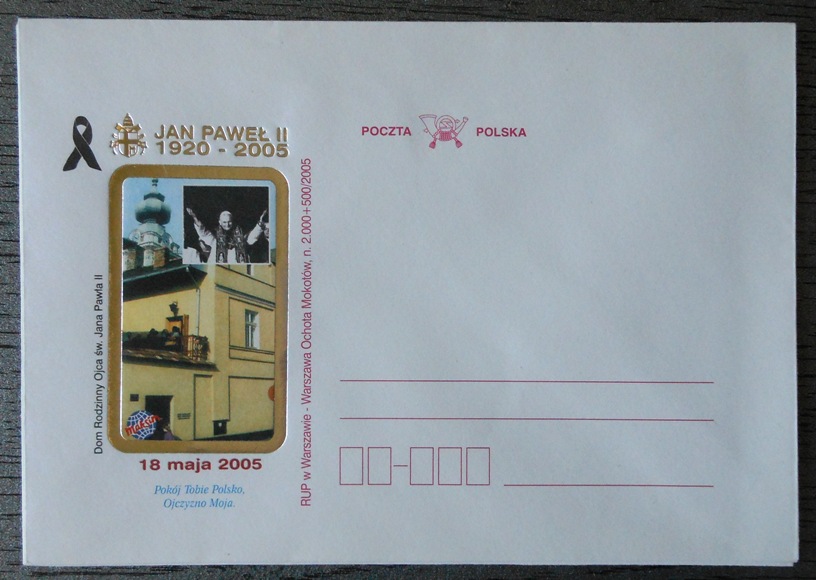 JAN PAWEŁ II
1920 - 2005
POCZTA POLSKA
Dom Rodzinny Ojca św. Jana Pawła II
RUP w Warszawie - Warszawa Ochota Mokotów, n. 2.000+500/2005
18 maja 2005
Pokój Tobie Polsko,
Ojczyzno Moja.